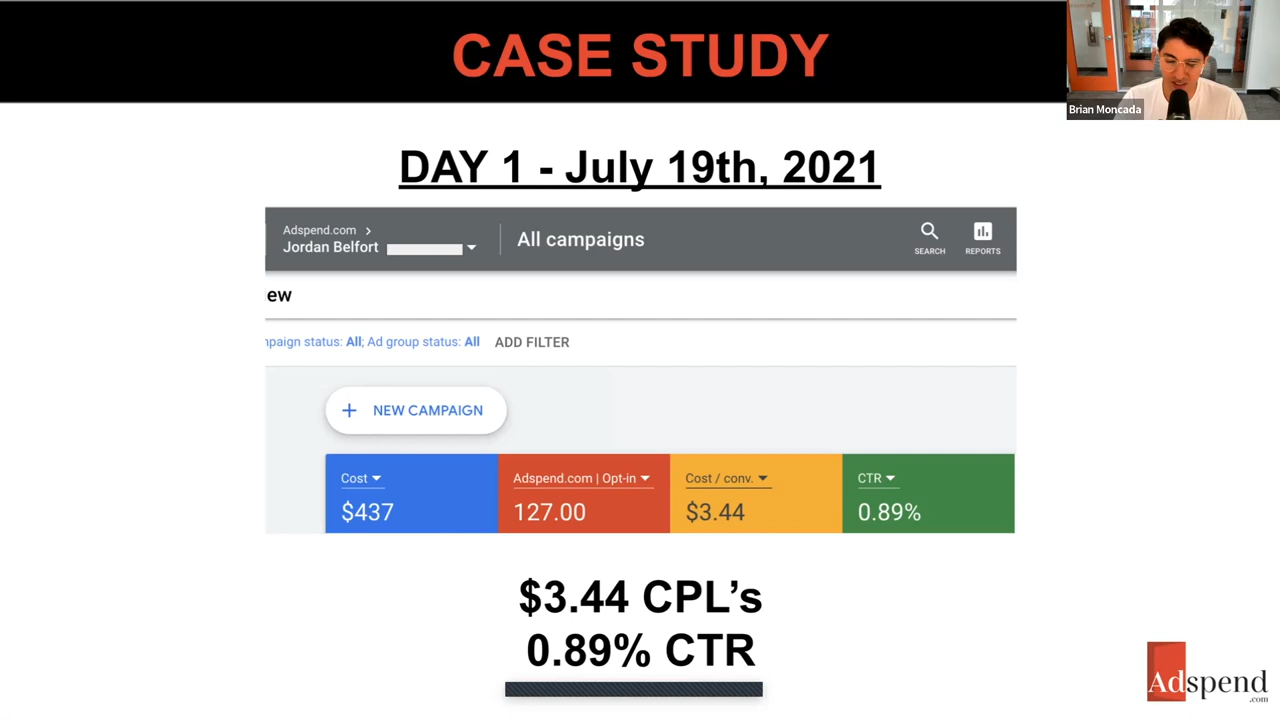 CASE STUDY
Brian Moncada
DAY 1 - July 19th, 2021
Adspend.com >
Jordan Belfort
All campaigns
SEARCH
REPORTS
ew
npaign status: All; Ad group status: All ADD FILTER
+ NEW CAMPAIGN
Cost
$437
Adspend.com | Opt-in
127.00
Cost / conv.
$3.44
CTR
0.89%
$3.44 CPL’s
0.89% CTR
Adspend
.com